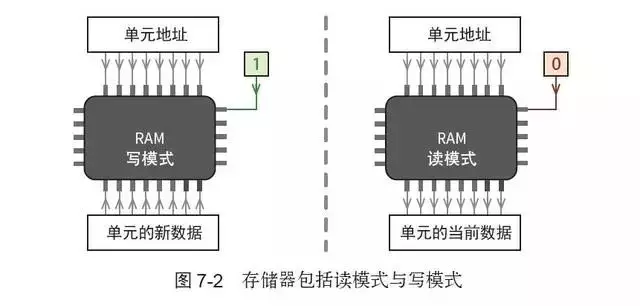 单元地址
1
RAM
写模式
单元的新数据
单元地址
0
RAM
读模式
单元的当前数据
图 7-2 存储器包括读模式与写模式